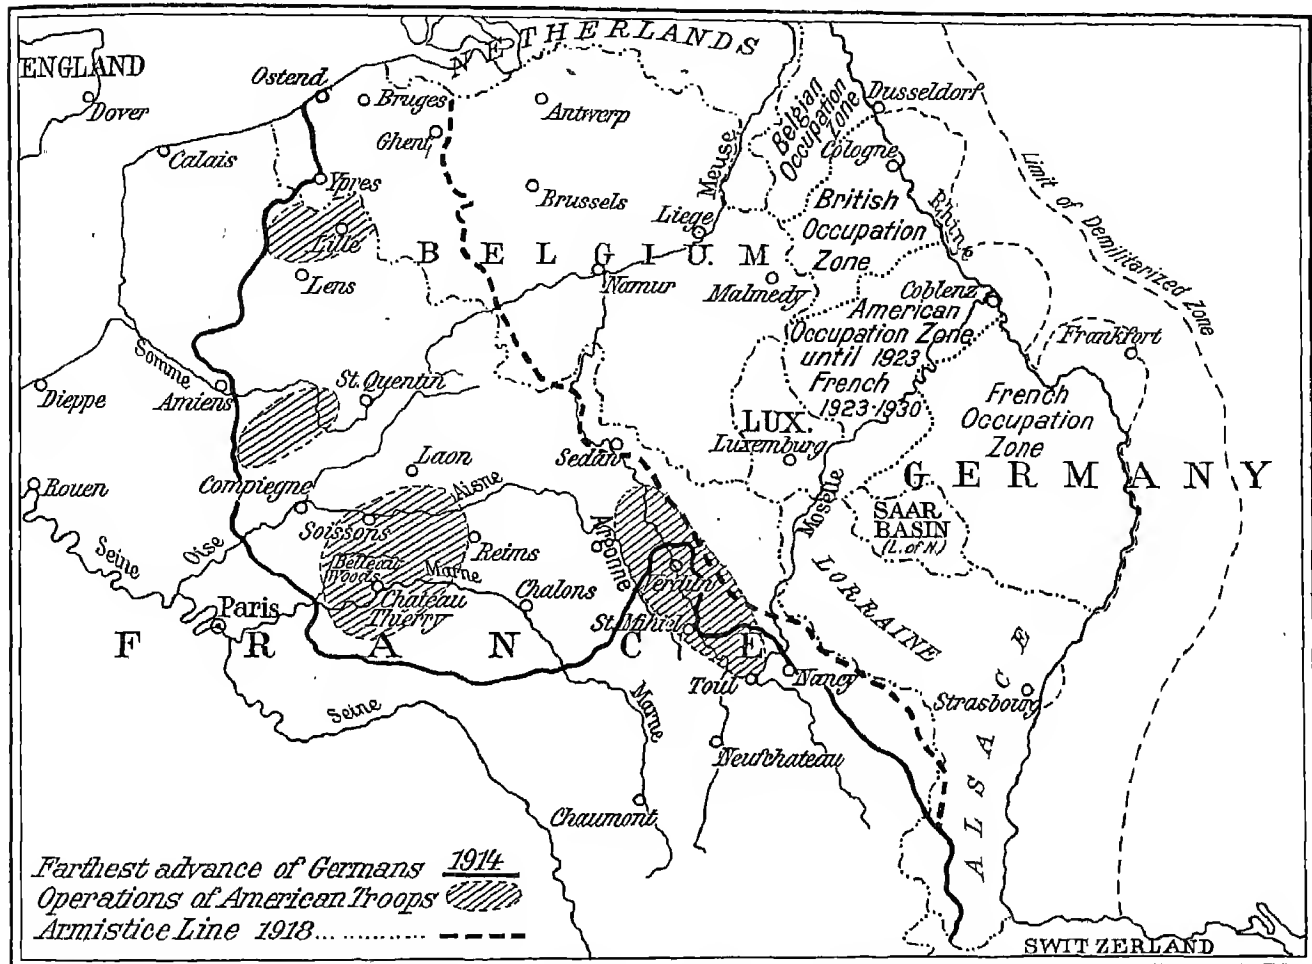 NETHERLANDS
ENGLAND
Dover
Ostend
Bruges
Ghent
Antwerp
Calais
Ypres
Brussels
Meuse
Liege
Belgian
Occupation
Zone
Dusseldorf
Cologne
Rhine
Limit of Demilitarized Zone
British
Occupation
Zone
Lille
BELGIUM
Lens
Namur
Malmedy
Coblenz
American
Occupation Zone
until 1923
French
1923-1930
Frankfort
French
Occupation
Zone
Somme
Dieppe
Amiens
St. Quentin
LUX.
Luxemburg
Sedan
Laon
GERMANY
Rouen
Compiegne
Aisne
Moselle
SAAR
BASIN
(L. of N.)
Seine
Oise
Soissons
Reims
Argonne
Belleau
Woods
Marne
Chateau
Thierry
Chalons
Verdun
LORRAINE
Paris
St. Mihiel
FRANCE
Toul
Nancy
Strasbourg
ALSACE
Seine
Marne
Neufchateau
Chaumont
Farthest advance of Germans 1914
Operations of American Troops
Armistice Line 1918
SWITZERLAND